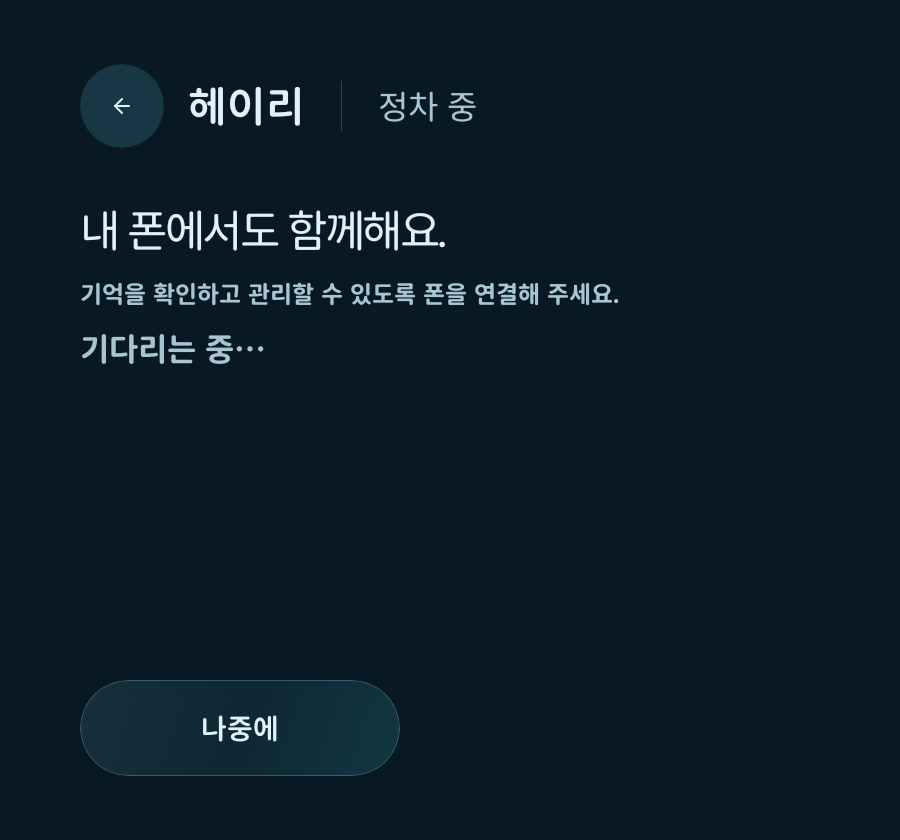 헤이리 정차 중
내 폰에서도 함께해요.
기억을 확인하고 관리할 수 있도록 폰을 연결해 주세요.
기다리는 중…
나중에